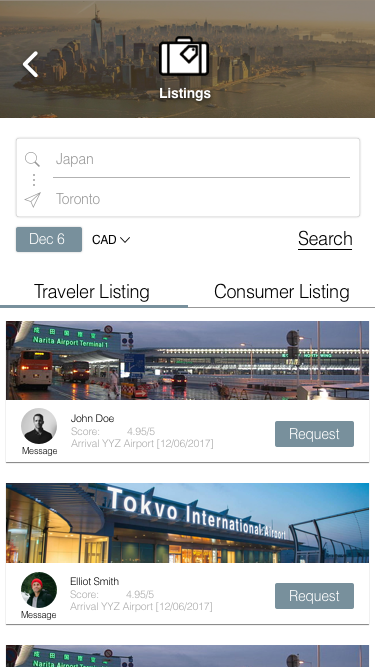 Listings
Japan
Toronto
Dec 6
CAD
Search
Traveler Listing
Consumer Listing
成田国際空港
Narita Airport Terminal 1
John Doe
Score: 4.95/5
Arrival YYZ Airport [12/06/2017]
Message
Request
Tokyo International Airport
Elliot Smith
Score: 4.95/5
Arrival YYZ Airport [12/06/2017]
Message
Request